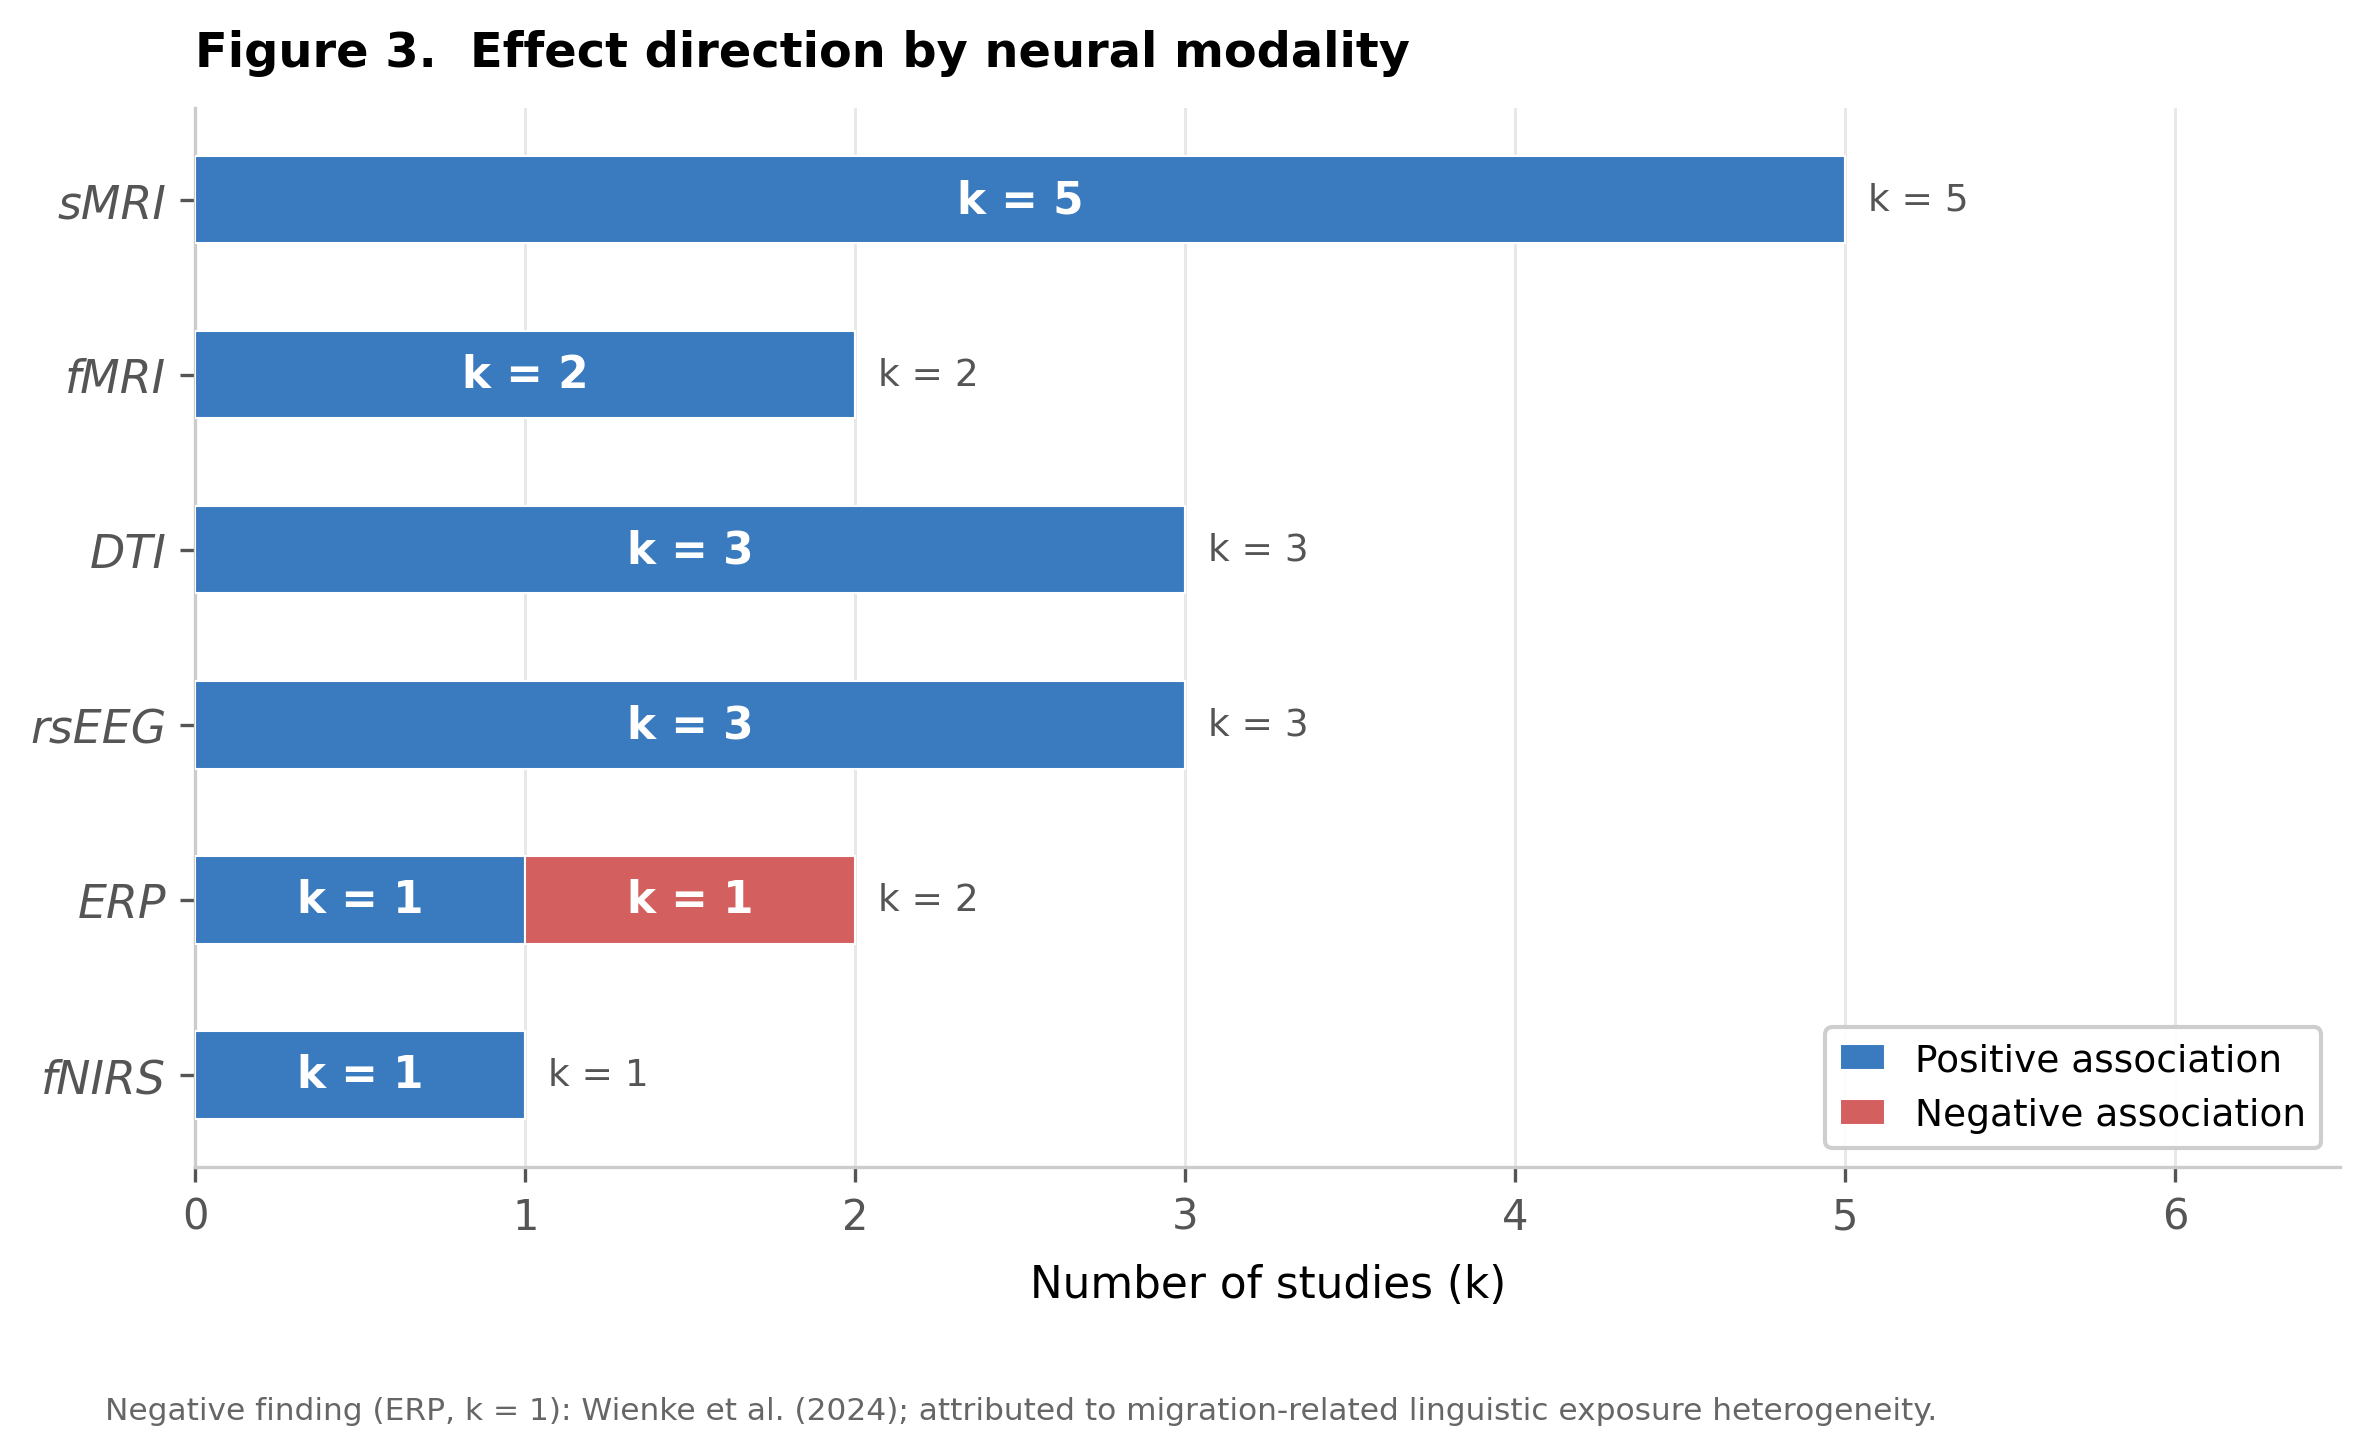 Figure 3.  Effect direction by neural modality
sMRI
k = 5
k = 5
fMRI
k = 2
k = 2
DTI
k = 3
k = 3
rsEEG
k = 3
k = 3
ERP
k = 1
k = 1
k = 2
fNIRS
k = 1
k = 1
Positive association
Negative association
0 1 2 3 4 5 6
Number of studies (k)
Negative finding (ERP, k = 1): Wienke et al. (2024); attributed to migration-related linguistic exposure heterogeneity.